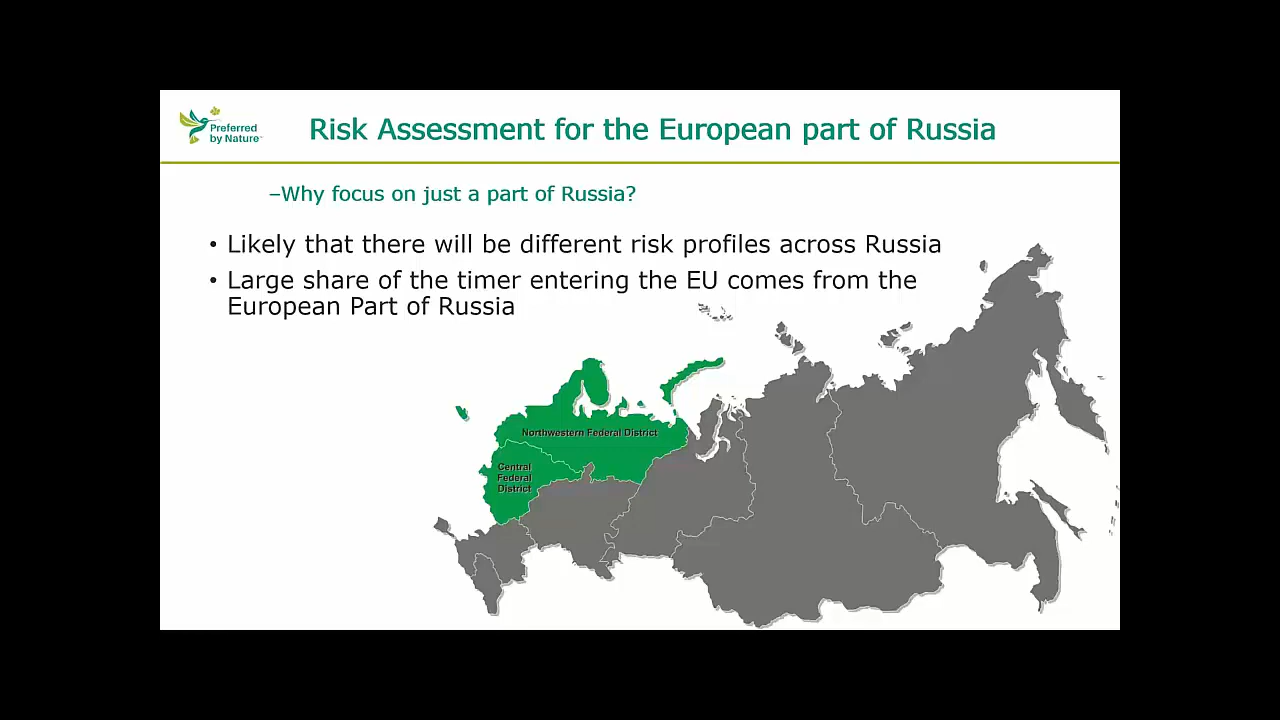 Preferred
by Nature™
Risk Assessment for the European part of Russia
–Why focus on just a part of Russia?
• Likely that there will be different risk profiles across Russia
• Large share of the timer entering the EU comes from the
European Part of Russia
Northwestern Federal District
Central
Federal
District